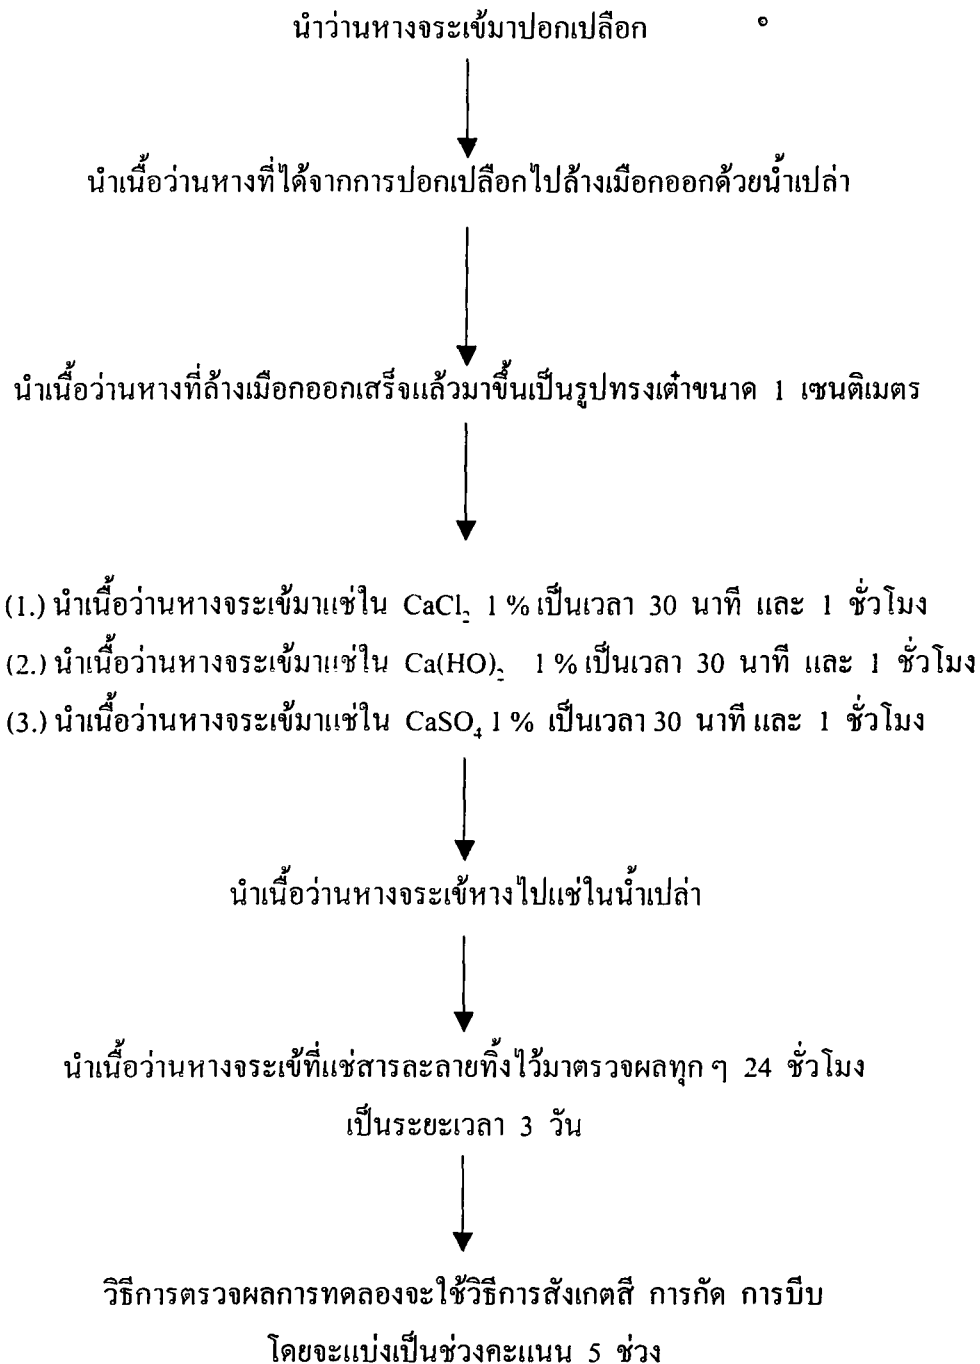 นำว่านหางจระเข้มาปอกเปลือก
นำเนื้อว่านหางที่ได้จากการปอกเปลือกไปล้างเมือกออกด้วยน้ำเปล่า
นำเนื้อว่านหางที่ล้างเมือกออกเสร็จแล้วมาขึ้นเป็นรูปทรงเต๋าขนาด 1 เซนติเมตร
(1.) นำเนื้อว่านหางจระเข้มาแช่ใน CaCl₂ 1 % เป็นเวลา 30 นาที และ 1 ชั่วโมง
(2.) นำเนื้อว่านหางจระเข้มาแช่ใน Ca(HO)₂ 1 % เป็นเวลา 30 นาที และ 1 ชั่วโมง
(3.) นำเนื้อว่านหางจระเข้มาแช่ใน CaSO₄ 1 % เป็นเวลา 30 นาที และ 1 ชั่วโมง
นำเนื้อว่านหางจระเข้หางไปแช่ในน้ำเปล่า
นำเนื้อว่านหางจระเข้ที่แช่สารละลายทิ้งไว้มาตรวจผลทุก ๆ 24 ชั่วโมง
เป็นระยะเวลา 3 วัน
วิธีการตรวจผลการทดลองจะใช้วิธีการสังเกตสี การกัด การบีบ
โดยจะแบ่งเป็นช่วงคะแนน 5 ช่วง